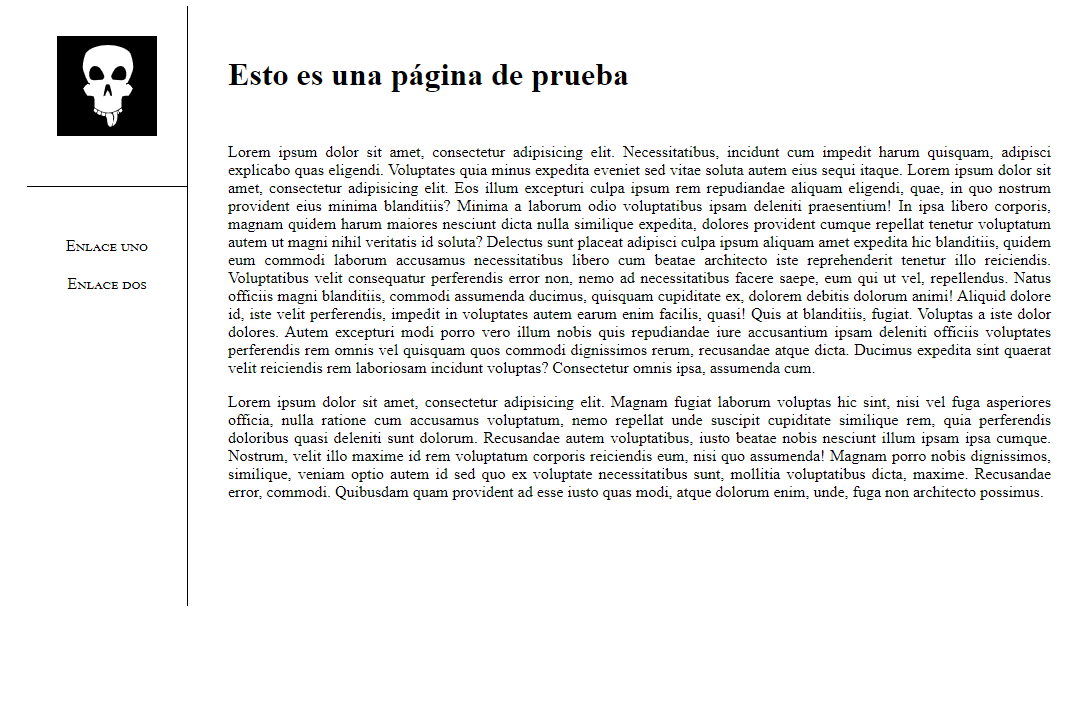 Esto es una página de prueba
Enlace uno
Enlace dos
Lorem ipsum dolor sit amet, consectetur adipisicing elit. Necessitatibus, incidunt cum impedit harum quisquam, adipisci
explicabo quas eligendi. Voluptates quia minus expedita eveniet sed vitae soluta autem eius sequi itaque. Lorem ipsum dolor sit
amet, consectetur adipisicing elit. Eos illum excepturi culpa ipsum rem repudiandae aliquam eligendi, quae, in quo nostrum
provident eius minima blanditiis? Minima a laborum odio voluptatibus ipsam deleniti praesentium! In ipsa libero corporis,
magnam quidem harum maiores nesciunt dicta nulla similique expedita, dolores provident cumque repellat tenetur voluptatum
autem ut magni nihil veritatis id soluta? Delectus sunt placeat adipisci culpa ipsum aliquam amet expedita hic blanditiis, quidem
eum commodi laborum accusamus necessitatibus libero cum beatae architecto iste reprehenderit tenetur illo reiciendis.
Voluptatibus velit consequatur perferendis error non, nemo ad necessitatibus facere saepe, eum qui ut vel, repellendus. Natus
officiis magni blanditiis, commodi assumenda ducimus, quisquam cupiditate ex, dolorem debitis dolorum animi! Aliquid dolore
id, iste velit perferendis, impedit in voluptates autem earum enim facilis, quasi! Quis at blanditiis, fugiat. Voluptas a iste dolor
dolores. Autem excepturi modi porro vero illum nobis quis repudiandae iure accusantium ipsam deleniti officiis voluptates
perferendis rem omnis vel quisquam quos commodi dignissimos rerum, recusandae atque dicta. Ducimus expedita sint quaerat
velit reiciendis rem laboriosam incidunt voluptas? Consectetur omnis ipsa, assumenda cum.
Lorem ipsum dolor sit amet, consectetur adipisicing elit. Magnam fugiat laborum voluptas hic sint, nisi vel fuga asperiores
officia, nulla ratione cum accusamus voluptatum, nemo repellat unde suscipit cupiditate similique rem, quia perferendis
doloribus quasi deleniti sunt dolorum. Recusandae autem voluptatibus, iusto beatae nobis nesciunt illum ipsam ipsa cumque.
Nostrum, velit illo maxime id rem voluptatum corporis reiciendis eum, nisi quo assumenda! Magnam porro nobis dignissimos,
similique, veniam optio autem id sed quo ex voluptate necessitatibus sunt, mollitia voluptatibus dicta, maxime. Recusandae
error, commodi. Quibusdam quam provident ad esse iusto quas modi, atque dolorum enim, unde, fuga non architecto possimus.